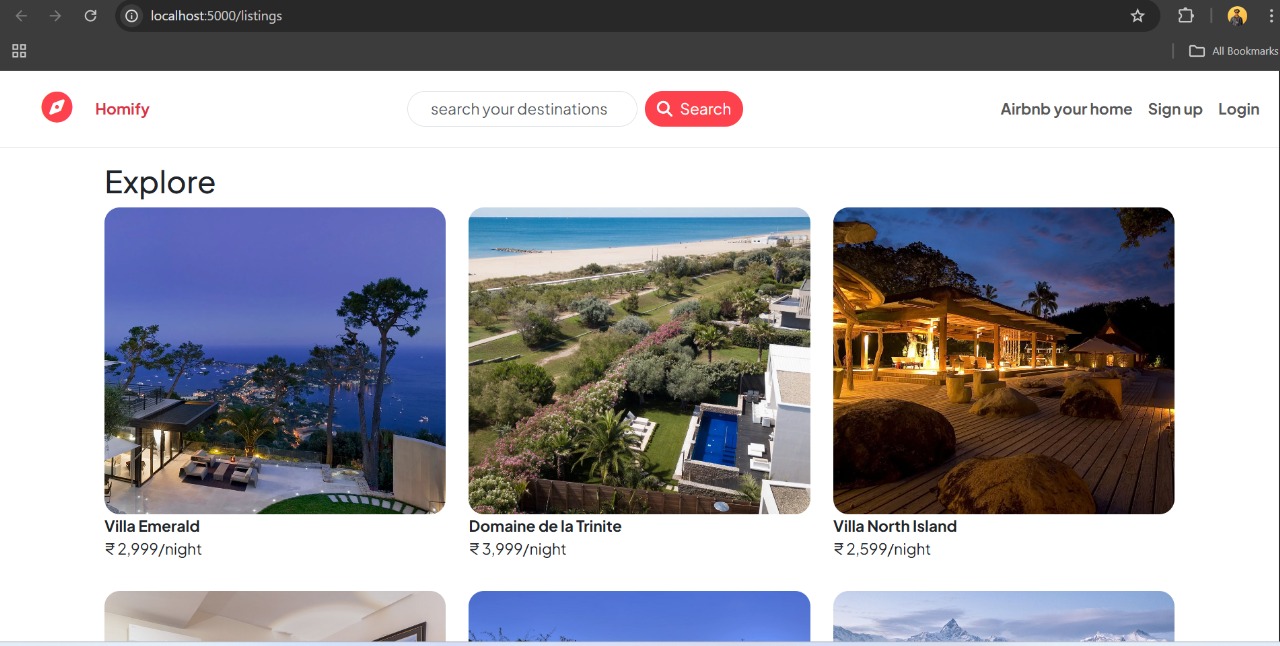 localhost:5000/listings
All Bookmarks
Homify
search your destinations
Search
Airbnb your home
Sign up
Login
Explore
Villa Emerald
₹ 2,999/night
Domaine de la Trinite
₹ 3,999/night
Villa North Island
₹ 2,599/night